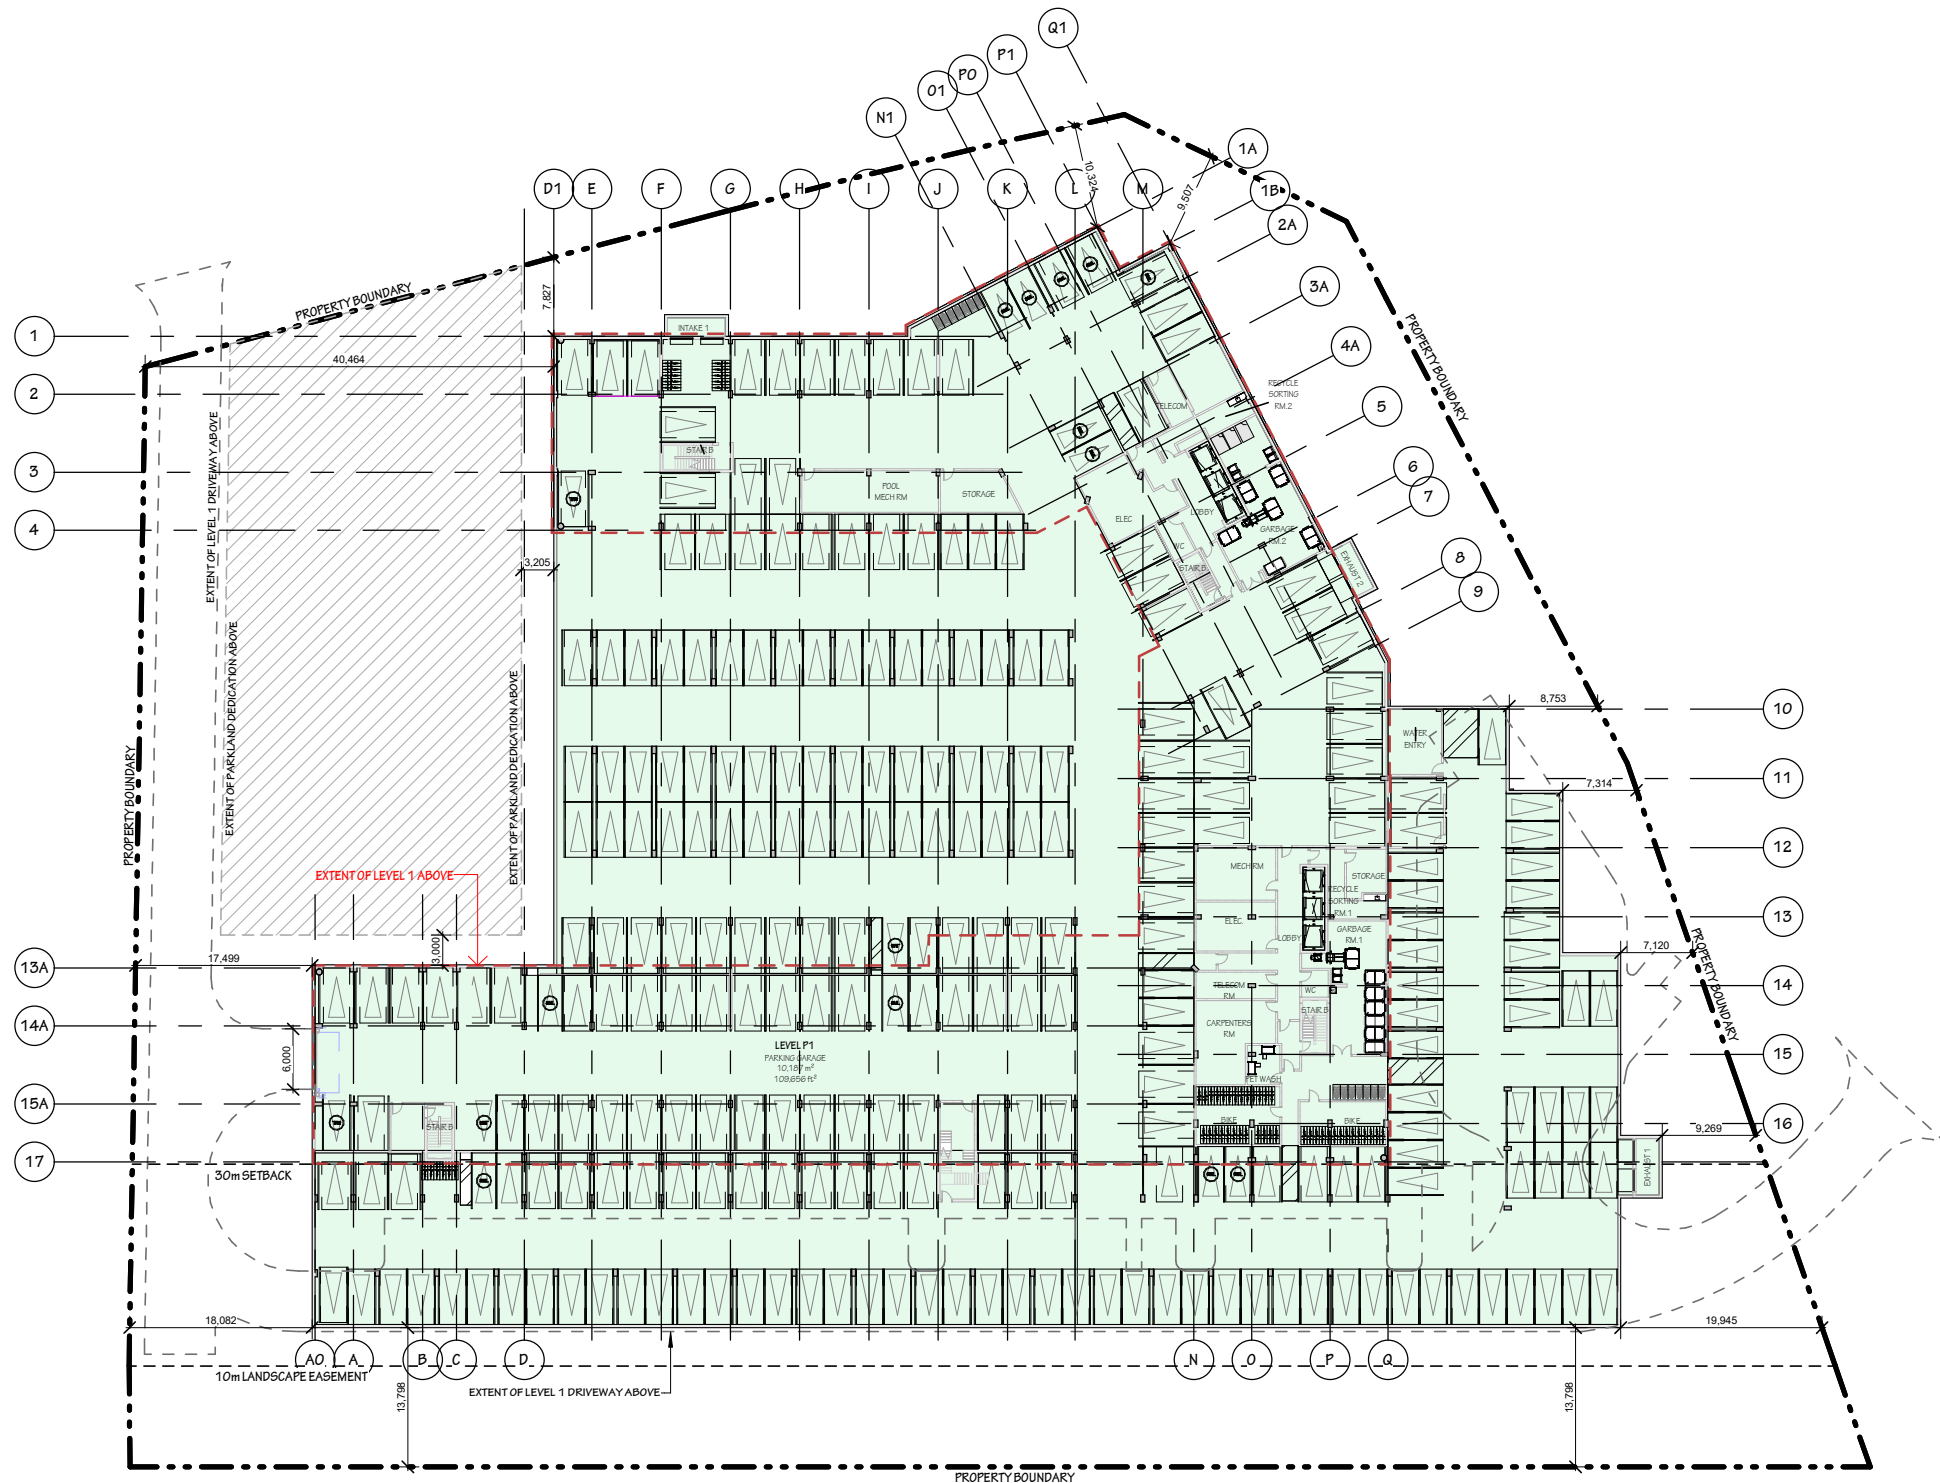 Q1
P1
P0
O1
N1
1A
1B
2A
3A
4A
5
6
7
8
9
D1
E
F
G
H
I
J
K
L
M
10,324
9,507
PROPERTY BOUNDARY
7,827
1
2
3
4
40,464
INTAKE 1
STAIR B
POOL
MECH RM
STORAGE
TELECOM
RECYCLE
SORTING
RM.2
ELEC
LOBBY
GARBAGE
RM.2
WC
STAIR B
EXHAUST 2
PROPERTY BOUNDARY
3,205
EXTENT OF LEVEL 1 DRIVEWAY ABOVE
EXTENT OF PARKLAND DEDICATION ABOVE
EXTENT OF PARKLAND DEDICATION ABOVE
PROPERTY BOUNDARY
8,753
10
WATER
ENTRY
11
7,314
12
MECH RM
STORAGE
RECYCLE
SORTING
RM.1
ELEC.
LOBBY
GARBAGE
RM.1
13
7,120
EXTENT OF LEVEL 1 ABOVE
3,000
17,499
13A
14A
6,000
15A
17
TELECOM
RM
WC
CARPENTERS
RM
STAIR B
14
PROPERTY BOUNDARY
LEVEL P1
PARKING GARAGE
10,187 m²
109,656 ft²
15
PET WASH
BIKE
BIKE
16
9,269
EXHAUST 1
STAIR B
30m SETBACK
18,082
19,945
A0
A
B
C
D
N
O
P
Q
10m LANDSCAPE EASEMENT
EXTENT OF LEVEL 1 DRIVEWAY ABOVE
13,798
13,798
PROPERTY BOUNDARY